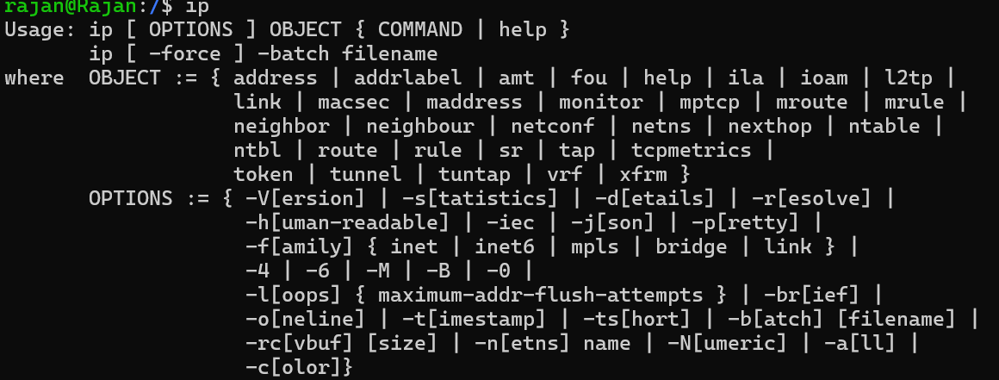 rajan@Rajan:/$ ip
Usage: ip [ OPTIONS ] OBJECT { COMMAND | help }
       ip [ -force ] -batch filename
where  OBJECT := { address | addrlabel | amt | fou | help | ila | ioam | l2tp |
                   link | macsec | maddress | monitor | mptcp | mroute | mrule |
                   neighbor | neighbour | netconf | netns | nexthop | ntable |
                   ntbl | route | rule | sr | tap | tcpmetrics |
                   token | tunnel | tuntap | vrf | xfrm }
       OPTIONS := { -V[ersion] | -s[tatistics] | -d[etails] | -r[esolve] |
                    -h[uman-readable] | -iec | -j[son] | -p[retty] |
                    -f[amily] { inet | inet6 | mpls | bridge | link } |
                    -4 | -6 | -M | -B | -0 |
                    -l[oops] { maximum-addr-flush-attempts } | -br[ief] |
                    -o[neline] | -t[imestamp] | -ts[hort] | -b[atch] [filename] |
                    -rc[vbuf] [size] | -n[etns] name | -N[umeric] | -a[ll] |
                    -c[olor]}